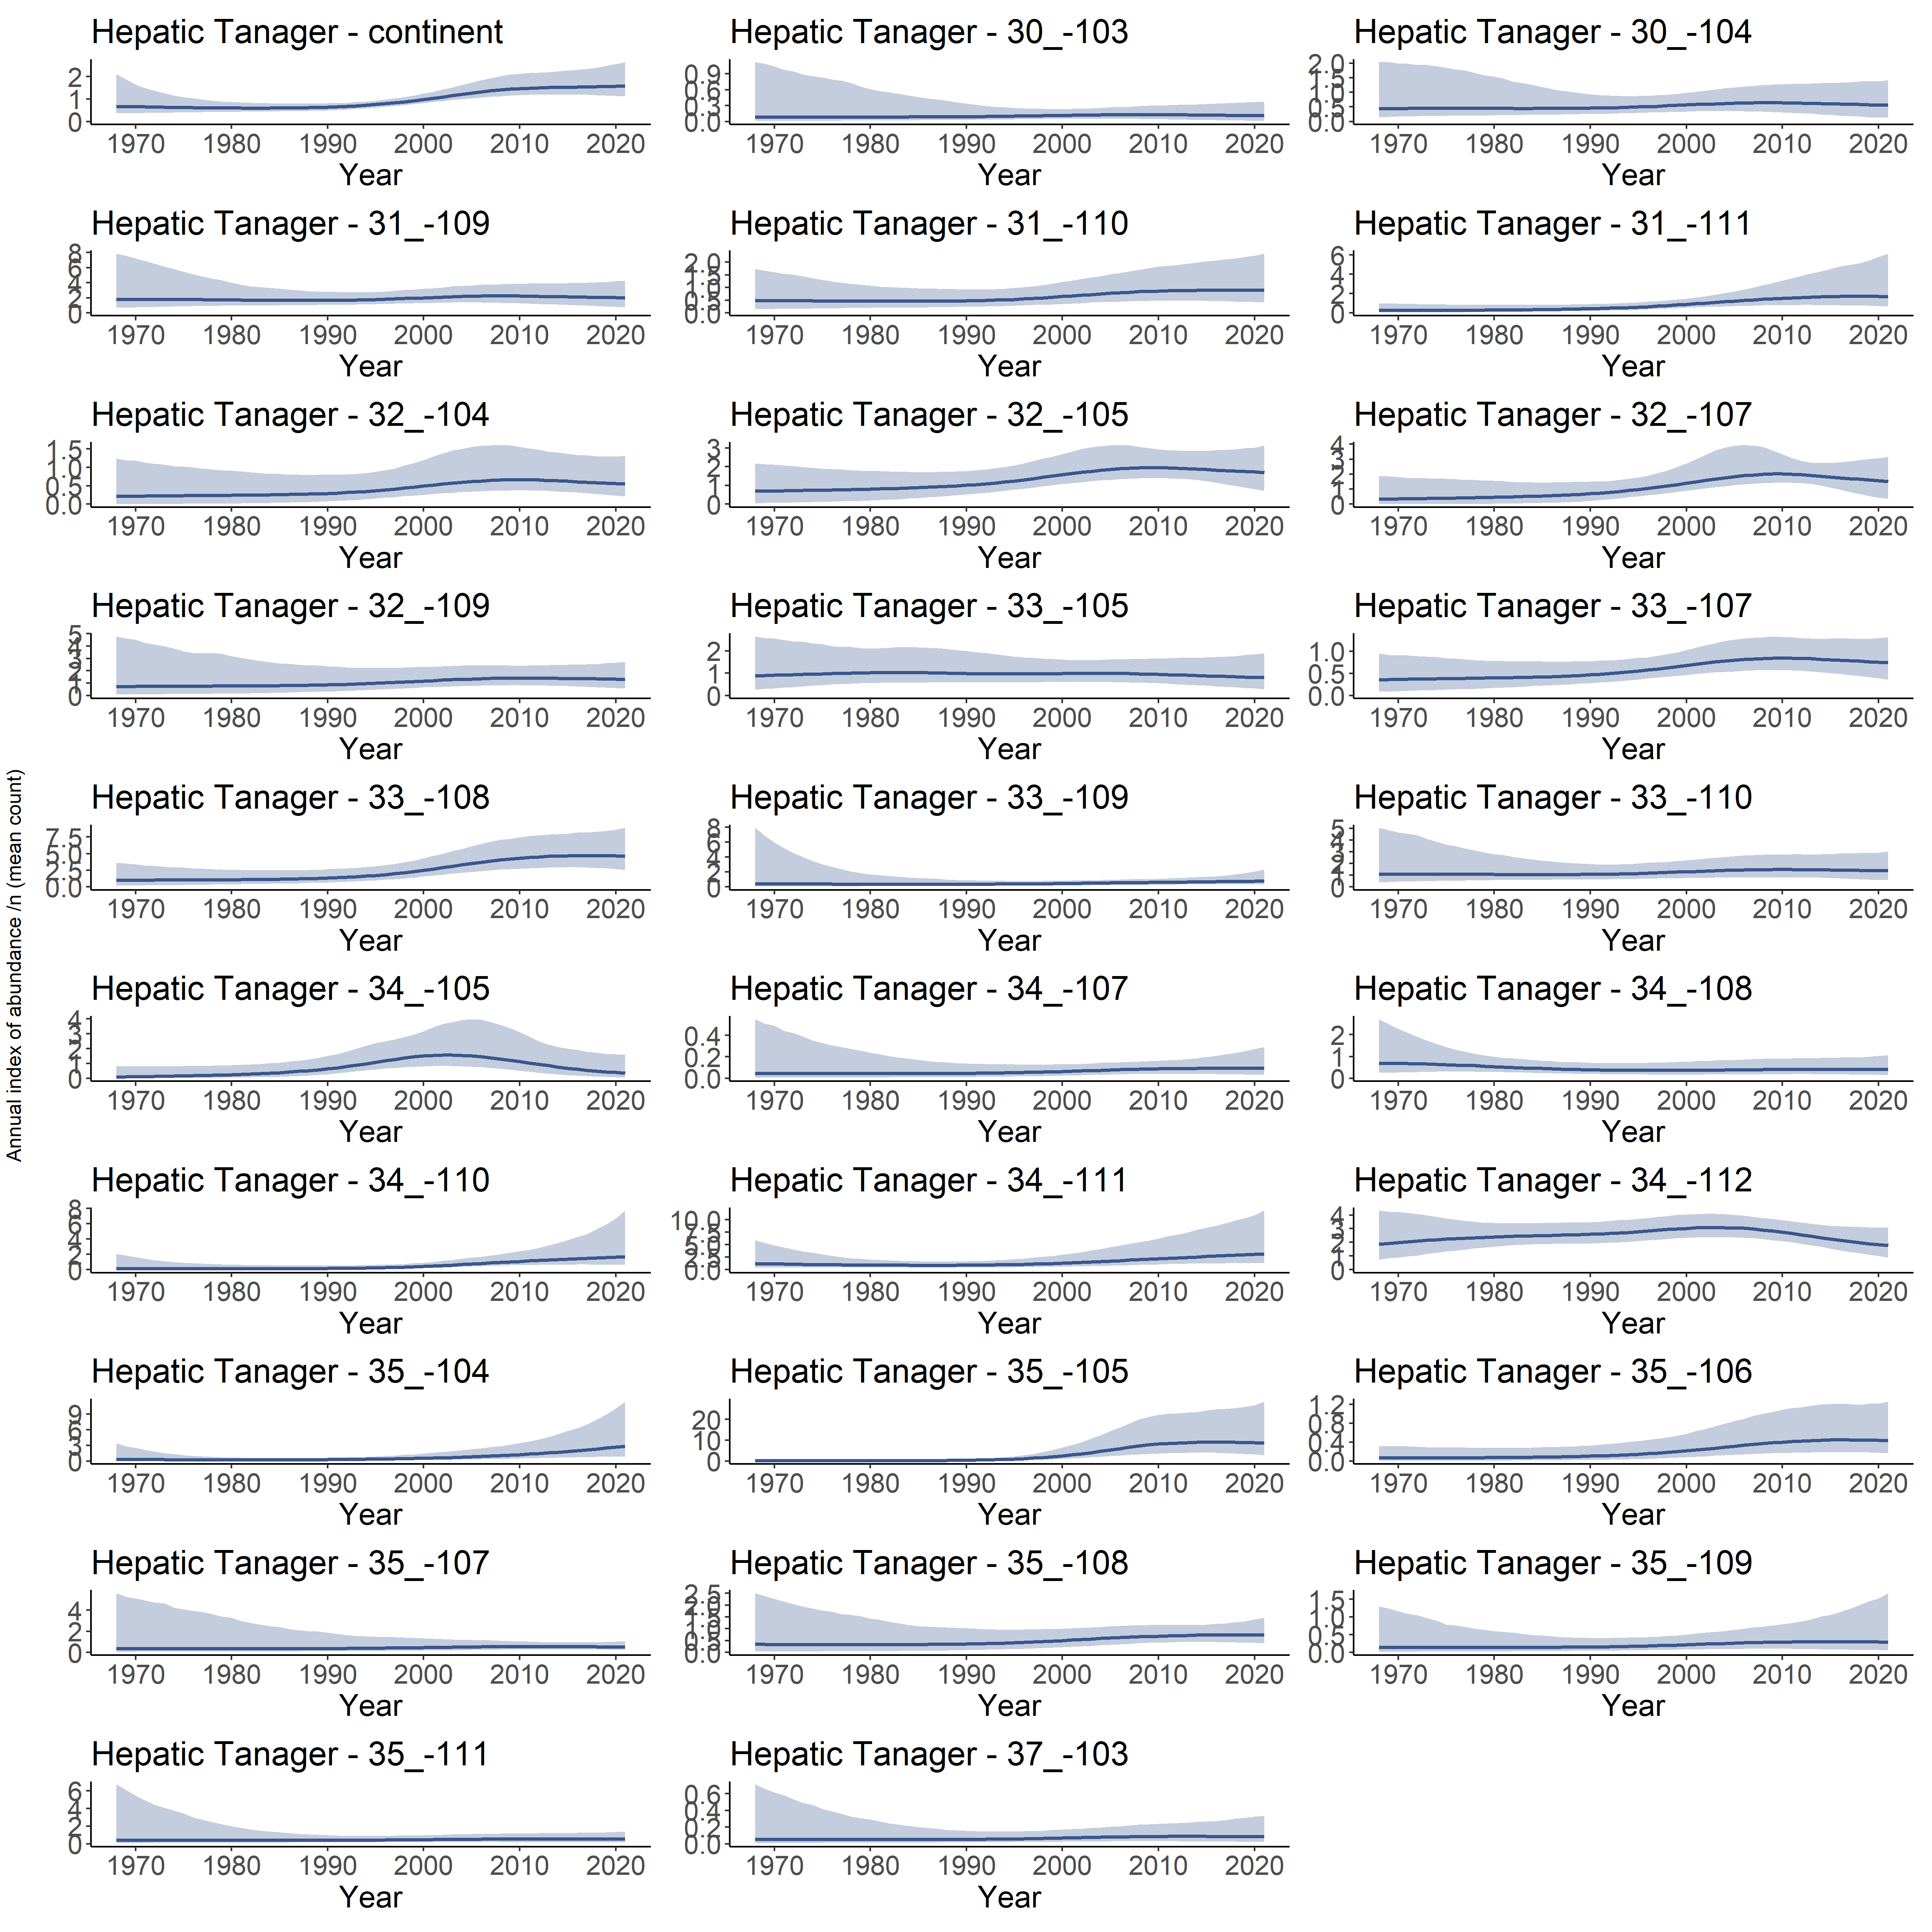 Hepatic Tanager - continent
2
1
0
1970 1980 1990 2000 2010 2020
Year
Hepatic Tanager - 30_-103
0.9
0.6
0.3
0.0
1970 1980 1990 2000 2010 2020
Year
Hepatic Tanager - 30_-104
2.0
1.5
1.0
0.5
0.0
1970 1980 1990 2000 2010 2020
Year
Hepatic Tanager - 31_-109
8
6
4
2
0
1970 1980 1990 2000 2010 2020
Year
Hepatic Tanager - 31_-110
2.0
1.5
1.0
0.5
0.0
1970 1980 1990 2000 2010 2020
Year
Hepatic Tanager - 31_-111
6
4
2
0
1970 1980 1990 2000 2010 2020
Year
Hepatic Tanager - 32_-104
1.5
1.0
0.5
0.0
1970 1980 1990 2000 2010 2020
Year
Hepatic Tanager - 32_-105
3
2
1
0
1970 1980 1990 2000 2010 2020
Year
Hepatic Tanager - 32_-107
4
3
2
1
0
1970 1980 1990 2000 2010 2020
Year
Hepatic Tanager - 32_-109
5
4
3
2
1
0
1970 1980 1990 2000 2010 2020
Year
Hepatic Tanager - 33_-105
2
1
0
1970 1980 1990 2000 2010 2020
Year
Hepatic Tanager - 33_-107
1.0
0.5
0.0
1970 1980 1990 2000 2010 2020
Year
Annual index of abundance /n (mean count)
Hepatic Tanager - 33_-108
7.5
5.0
2.5
0.0
1970 1980 1990 2000 2010 2020
Year
Hepatic Tanager - 33_-109
8
6
4
2
0
1970 1980 1990 2000 2010 2020
Year
Hepatic Tanager - 33_-110
5
4
3
2
1
0
1970 1980 1990 2000 2010 2020
Year
Hepatic Tanager - 34_-105
4
3
2
1
0
1970 1980 1990 2000 2010 2020
Year
Hepatic Tanager - 34_-107
0.4
0.2
0.0
1970 1980 1990 2000 2010 2020
Year
Hepatic Tanager - 34_-108
2
1
0
1970 1980 1990 2000 2010 2020
Year
Hepatic Tanager - 34_-110
8
6
4
2
0
1970 1980 1990 2000 2010 2020
Year
Hepatic Tanager - 34_-111
10.0
7.5
5.0
2.5
0.0
1970 1980 1990 2000 2010 2020
Year
Hepatic Tanager - 34_-112
4
3
2
1
0
1970 1980 1990 2000 2010 2020
Year
Hepatic Tanager - 35_-104
9
6
3
0
1970 1980 1990 2000 2010 2020
Year
Hepatic Tanager - 35_-105
20
10
0
1970 1980 1990 2000 2010 2020
Year
Hepatic Tanager - 35_-106
1.2
0.8
0.4
0.0
1970 1980 1990 2000 2010 2020
Year
Hepatic Tanager - 35_-107
4
2
0
1970 1980 1990 2000 2010 2020
Year
Hepatic Tanager - 35_-108
2.5
2.0
1.5
1.0
0.5
0.0
1970 1980 1990 2000 2010 2020
Year
Hepatic Tanager - 35_-109
1.5
1.0
0.5
0.0
1970 1980 1990 2000 2010 2020
Year
Hepatic Tanager - 35_-111
6
4
2
0
1970 1980 1990 2000 2010 2020
Year
Hepatic Tanager - 37_-103
0.6
0.4
0.2
0.0
1970 1980 1990 2000 2010 2020
Year